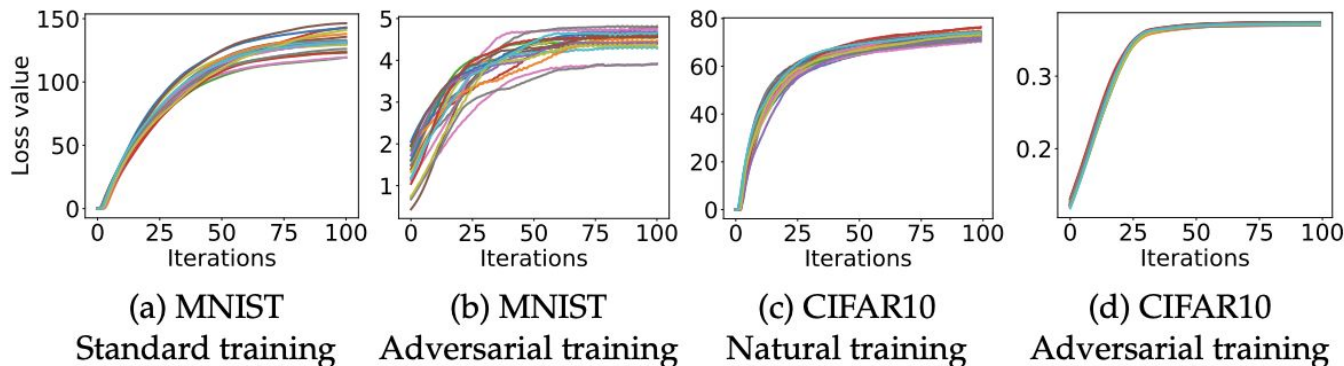 150 5 80
4 0.3
100 60
3 40
50 2 0.2
20
1
0 0
Loss value
0 25 50 75 100 0 25 50 75 100 0 25 50 75 100 0 25 50 75 100
Iterations Iterations Iterations Iterations
(a) MNIST (b) MNIST (c) CIFAR10 (d) CIFAR10
Standard training Adversarial training Natural training Adversarial training